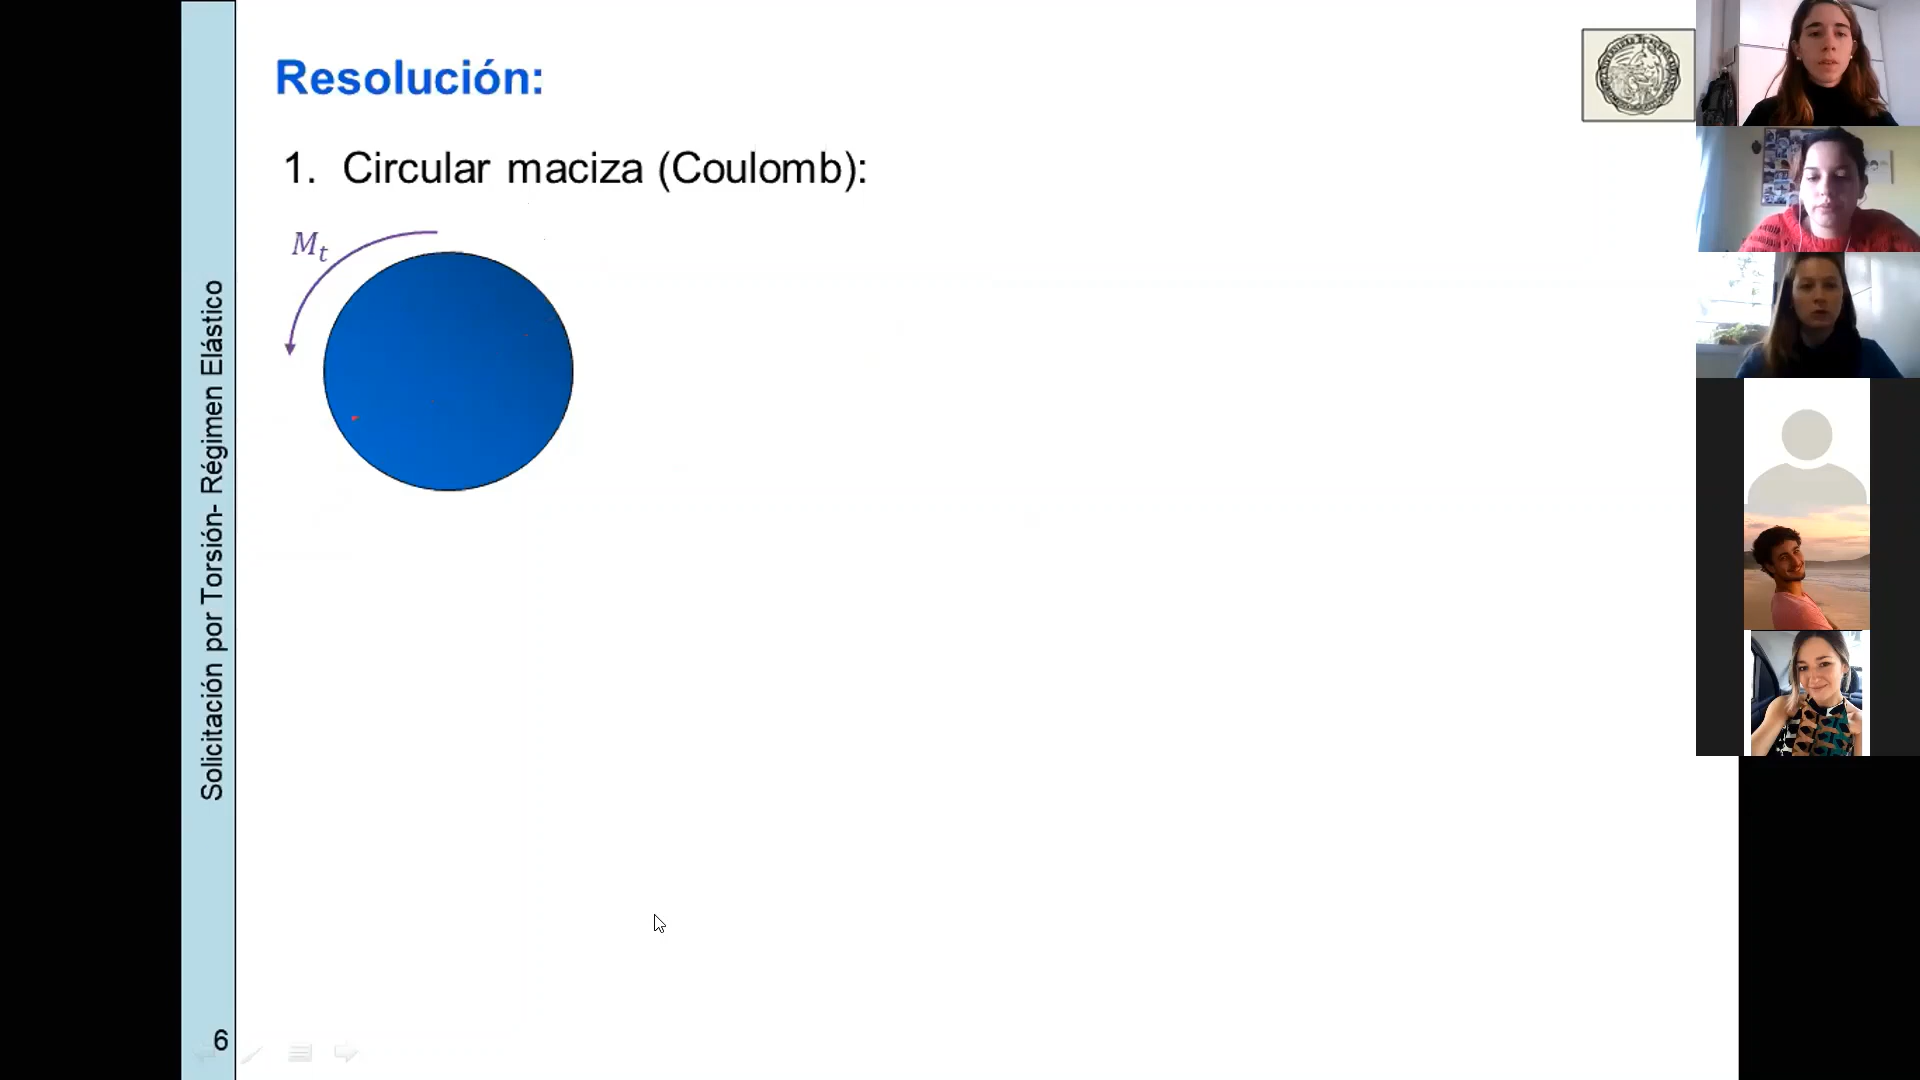 Resolución:
1. Circular maciza (Coulomb):
Mt
Solicitación por Torsión- Régimen Elástico
6